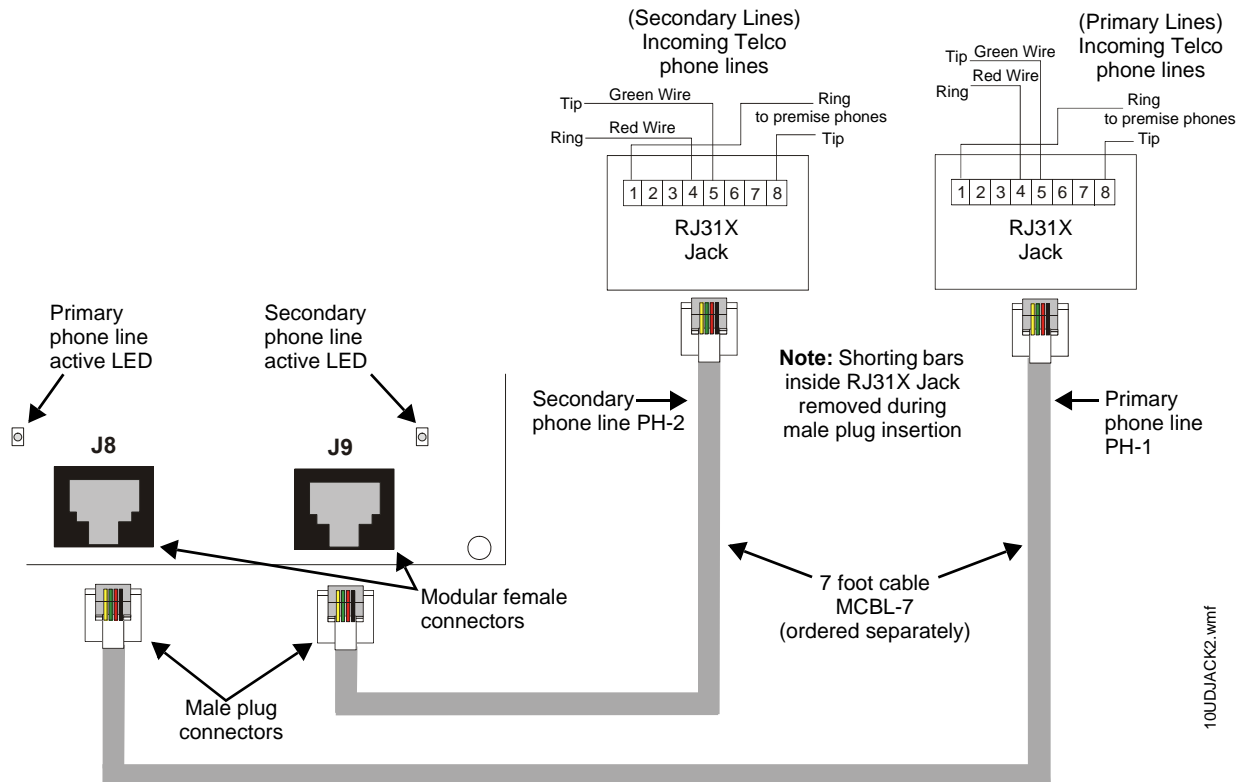 (Secondary Lines)
Incoming Telco
phone lines
(Primary Lines)
Incoming Telco
phone lines
Tip
Green Wire
Ring
Red Wire
Ring
to premise phones
Tip
1 2 3 4 5 6 7 8
RJ31X
Jack
Tip
Green Wire
Red Wire
Ring
Ring
to premise phones
Tip
1 2 3 4 5 6 7 8
RJ31X
Jack
Primary
phone line
active LED
Secondary
phone line
active LED
J8
J9
Note: Shorting bars
inside RJ31X Jack
removed during
male plug insertion
Secondary
phone line PH-2
Primary
phone line
PH-1
Modular female
connectors
7 foot cable
MCBL-7
(ordered separately)
Male plug
connectors
10UDJACK2.wmf